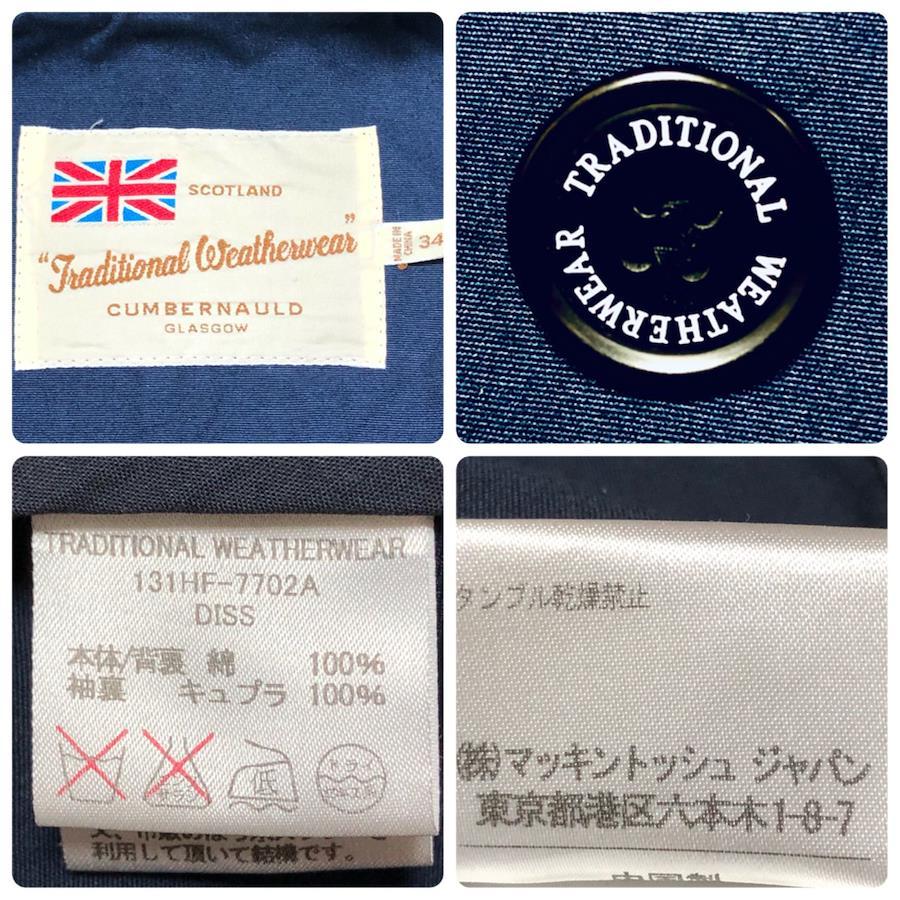 SCOTLAND
"Traditional Weatherwear"
CUMBERNAULD
GLASGOW
MADE IN
CHINA
34
TRADITIONAL WEATHERWEAR
TRADITIONAL WEATHERWEAR
131HF-7702A
DISS
本体/背裏 綿 100%
袖裏 キュプラ 100%
低
利用して頂いて結構です。
タンブル乾燥禁止
(株)マッキントッシュ ジャパン
東京都港区六本木1-8-7